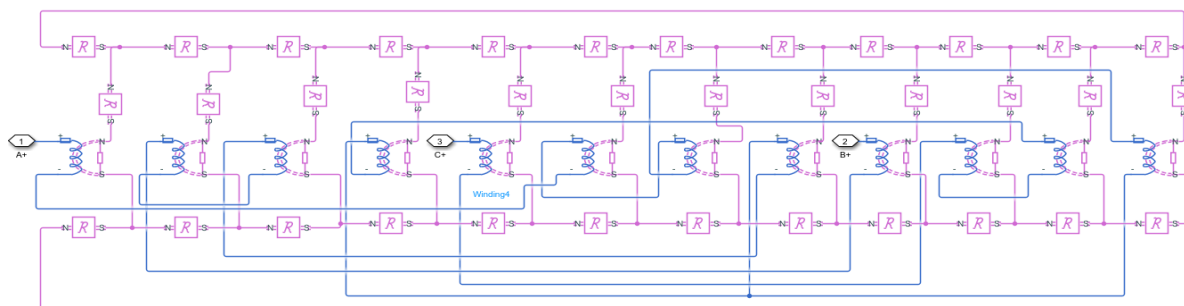 N R S N R S N R S N R S N R S N R S N R S N R S N R S N R S N R S N R
N R S N R S N R S N R S N R S N R S N R S N R S N R S N R S N R S N R S
1 + N + N + N + N 3 + N + N + N + N 2 + N + N + N +
A+ C+ B+
- S - S - S - S - S - S - S - S - S - S - S -
Winding4
N R S N R S N R S N R S N R S N R S N R S N R S N R S N R S N R S N R